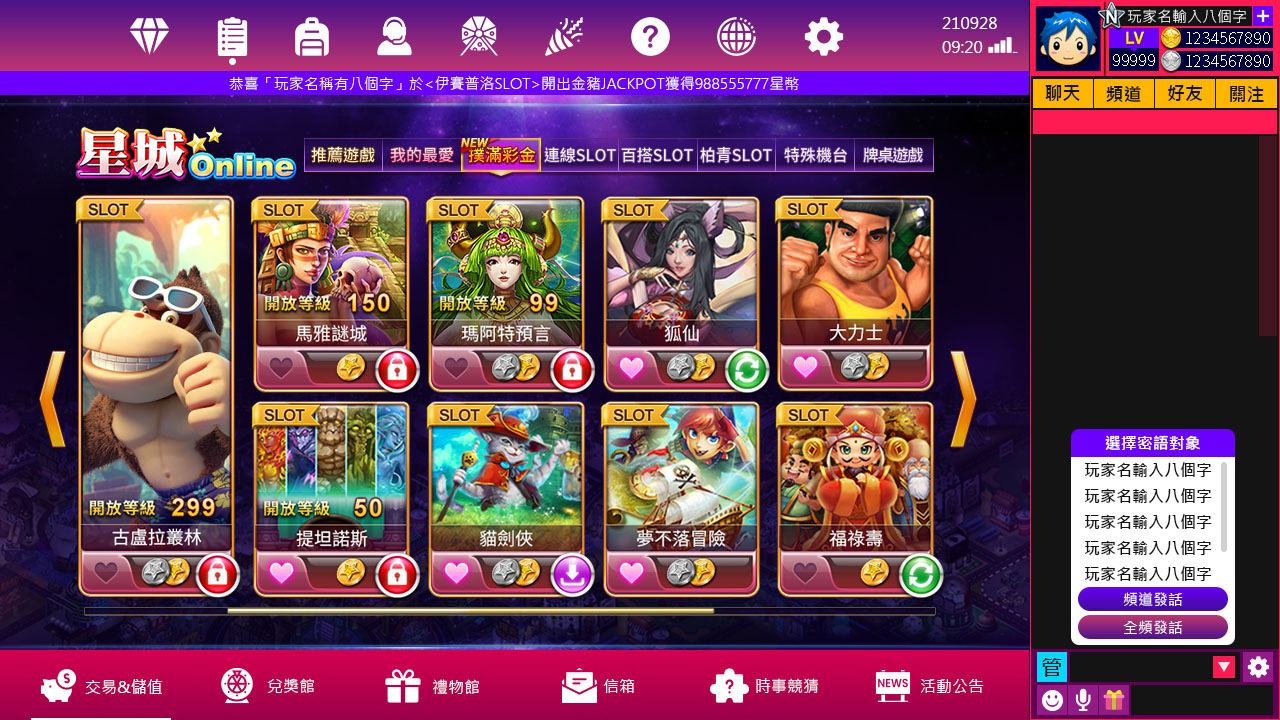 210928
09:20
恭喜「玩家名稱有八個字」於<伊賽普洛SLOT>開出金豬JACKPOT獲得988555777星幣
N 玩家名輸入八個字
LV
99999
1234567890
1234567890
聊天 頻道 好友 關注
星城Online
推薦遊戲 我的最愛 NEW 撲滿彩金 連線SLOT 百搭SLOT 柏青SLOT 特殊機台 牌桌遊戲
SLOT
開放等級 299
古盧拉叢林
SLOT
開放等級 150
馬雅謎城
SLOT
開放等級 99
瑪阿特預言
SLOT
狐仙
SLOT
大力士
SLOT
開放等級 50
提坦諾斯
SLOT
貓劍俠
SLOT
夢不落冒險
SLOT
福祿壽
選擇密語對象
玩家名輸入八個字
玩家名輸入八個字
玩家名輸入八個字
玩家名輸入八個字
玩家名輸入八個字
頻道發話
全頻發話
管
交易&儲值 兌獎館 禮物館 信箱 時事競猜 NEWS 活動公告